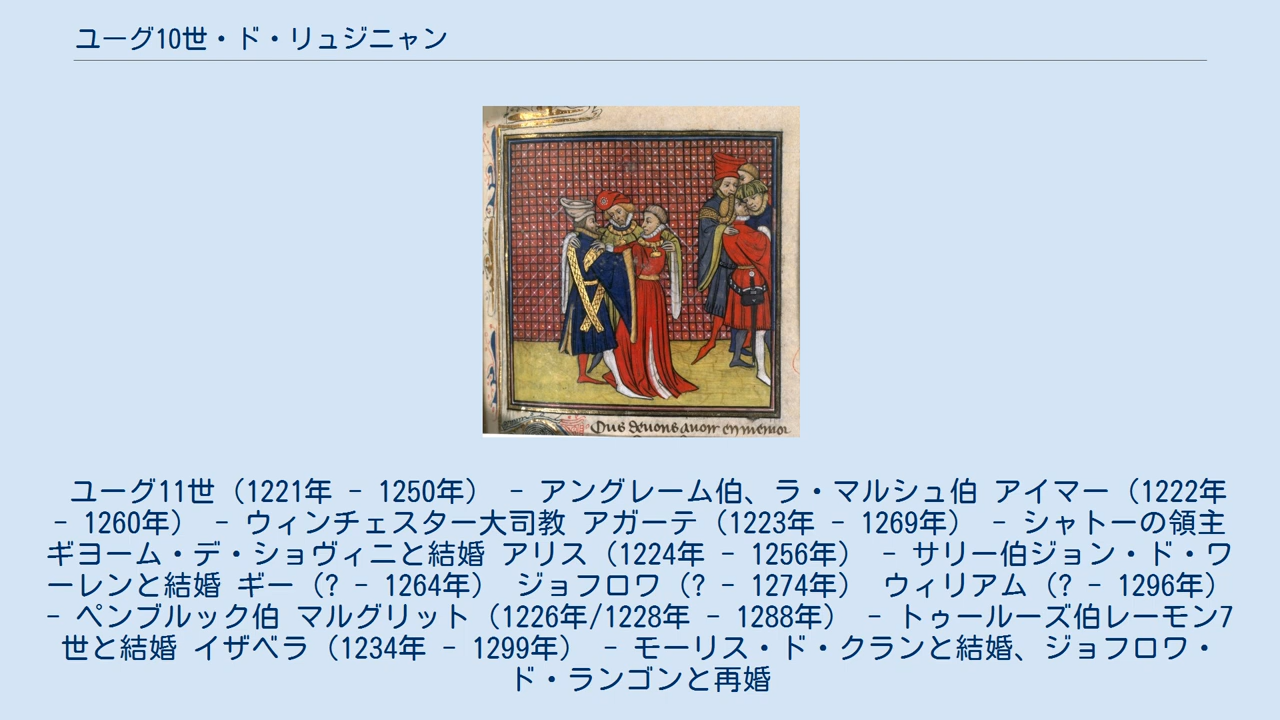 ユーグ10世・ド・リュジニャン
Ous deuons auoir en memor
ユーグ11世（1221年 - 1250年） - アングレーム伯、ラ・マルシュ伯 アイマー（1222年
- 1260年） - ウィンチェスター大司教 アガーテ（1223年 - 1269年） - シャトーの領主
ギヨーム・デ・ショヴィニと結婚 アリス（1224年 - 1256年） - サリー伯ジョン・ド・ワ
ーレンと結婚 ギー（? - 1264年） ジョフロワ（? - 1274年） ウィリアム（? - 1296年）
- ペンブルック伯 マルグリット（1226年/1228年 - 1288年） - トゥールーズ伯レーモン7
世と結婚 イザベラ（1234年 - 1299年） - モーリス・ド・クランと結婚、ジョフロワ・
ド・ランゴンと再婚